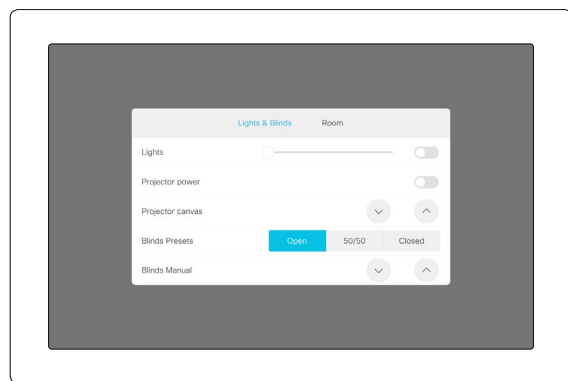 Lights & Blinds Room
Lights
Projector power
Projector canvas
Blinds Presets Open 50/50 Closed
Blinds Manual